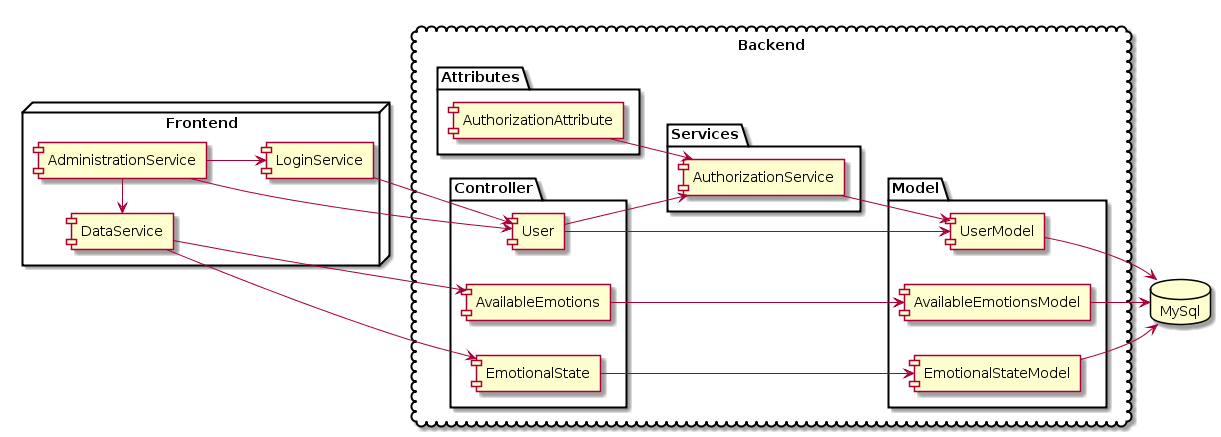 Backend
Attributes
AuthorizationAttribute
Frontend
AdministrationService
LoginService
DataService
Services
AuthorizationService
Controller
User
AvailableEmotions
EmotionalState
Model
UserModel
AvailableEmotionsModel
EmotionalStateModel
MySql